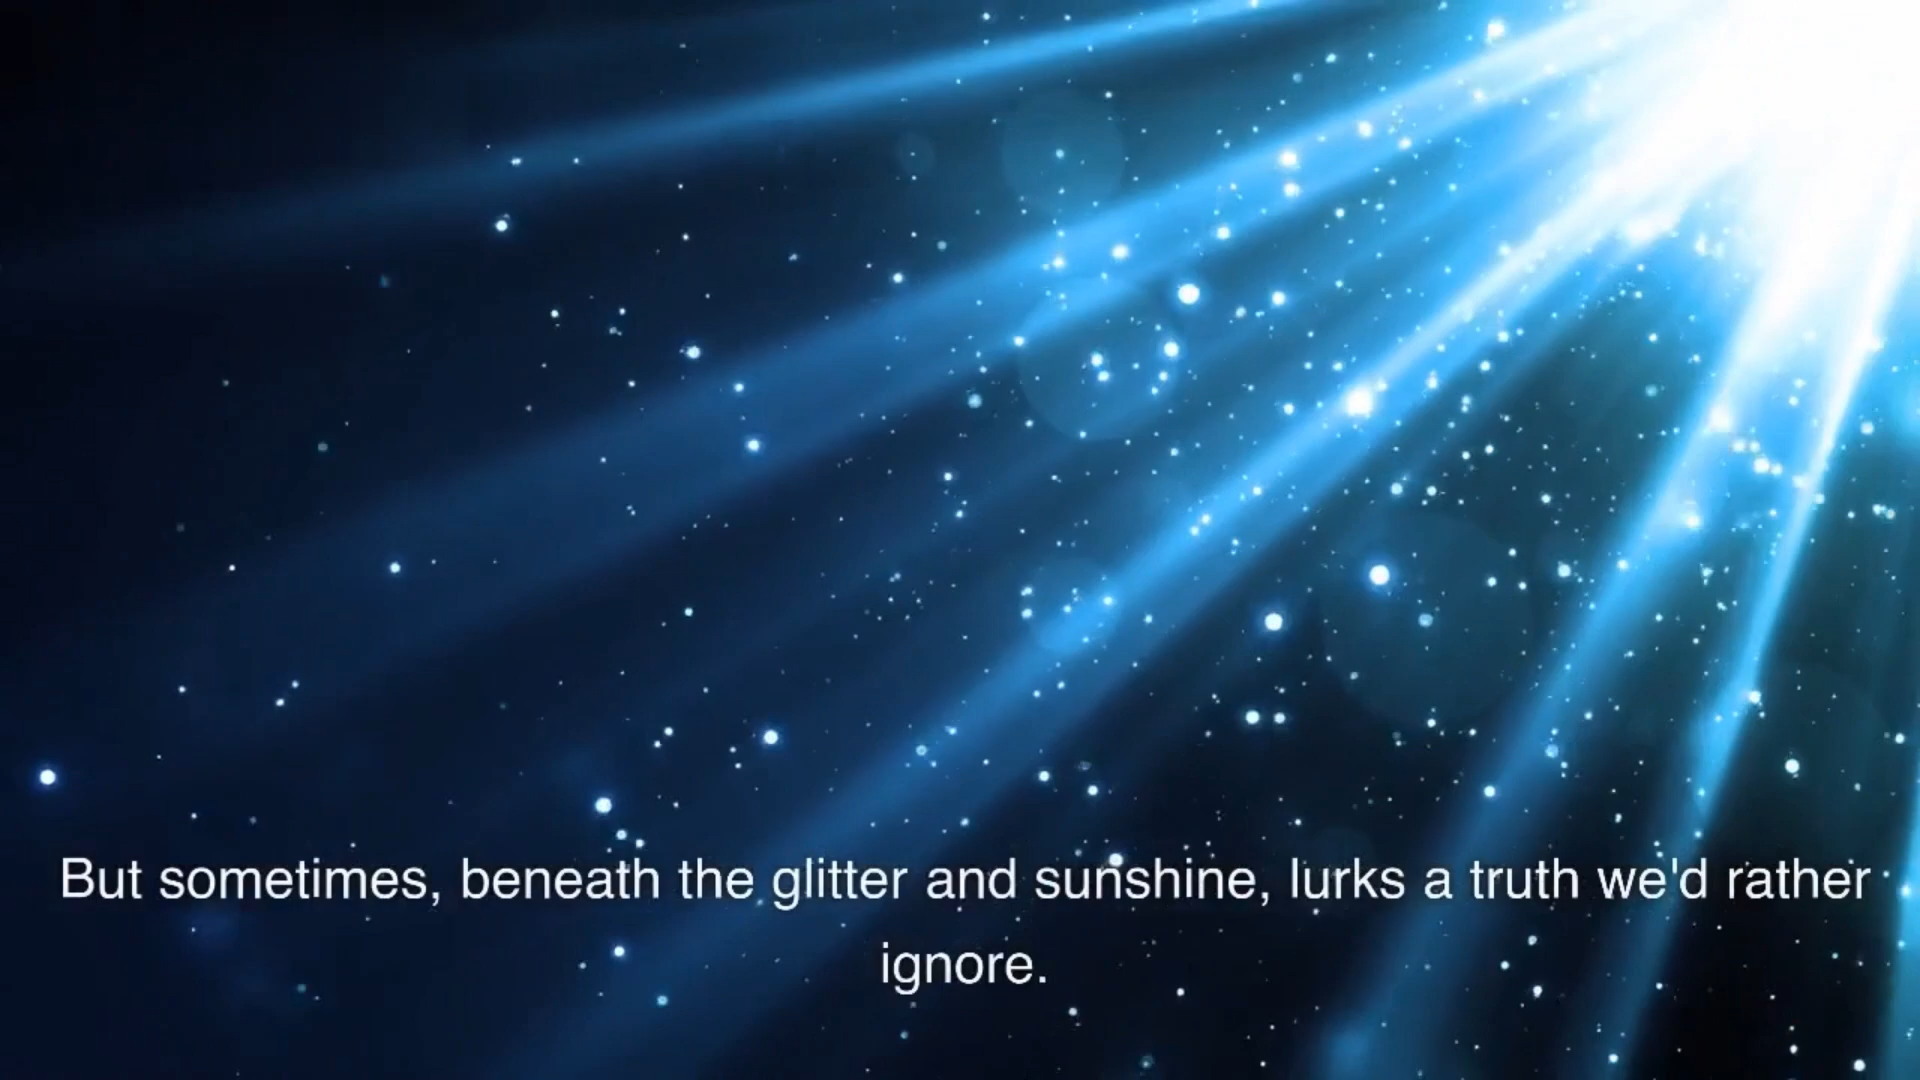 But sometimes, beneath the glitter and sunshine, lurks a truth we'd rather
ignore.